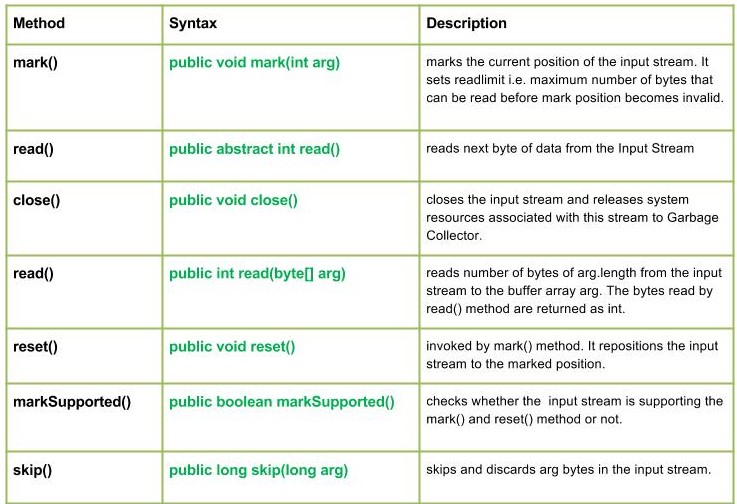 Method Syntax Description
mark() public void mark(int arg) marks the current position of the input stream. It
sets readlimit i.e. maximum number of bytes that
can be read before mark position becomes invalid.
read() public abstract int read() reads next byte of data from the Input Stream
close() public void close() closes the input stream and releases system
resources associated with this stream to Garbage
Collector.
read() public int read(byte[] arg) reads number of bytes of arg.length from the input
stream to the buffer array arg. The bytes read by
read() method are returned as int.
reset() public void reset() invoked by mark() method. It repositions the input
stream to the marked position.
markSupported() public boolean markSupported() checks whether the input stream is supporting the
mark() and reset() method or not.
skip() public long skip(long arg) skips and discards arg bytes in the input stream.